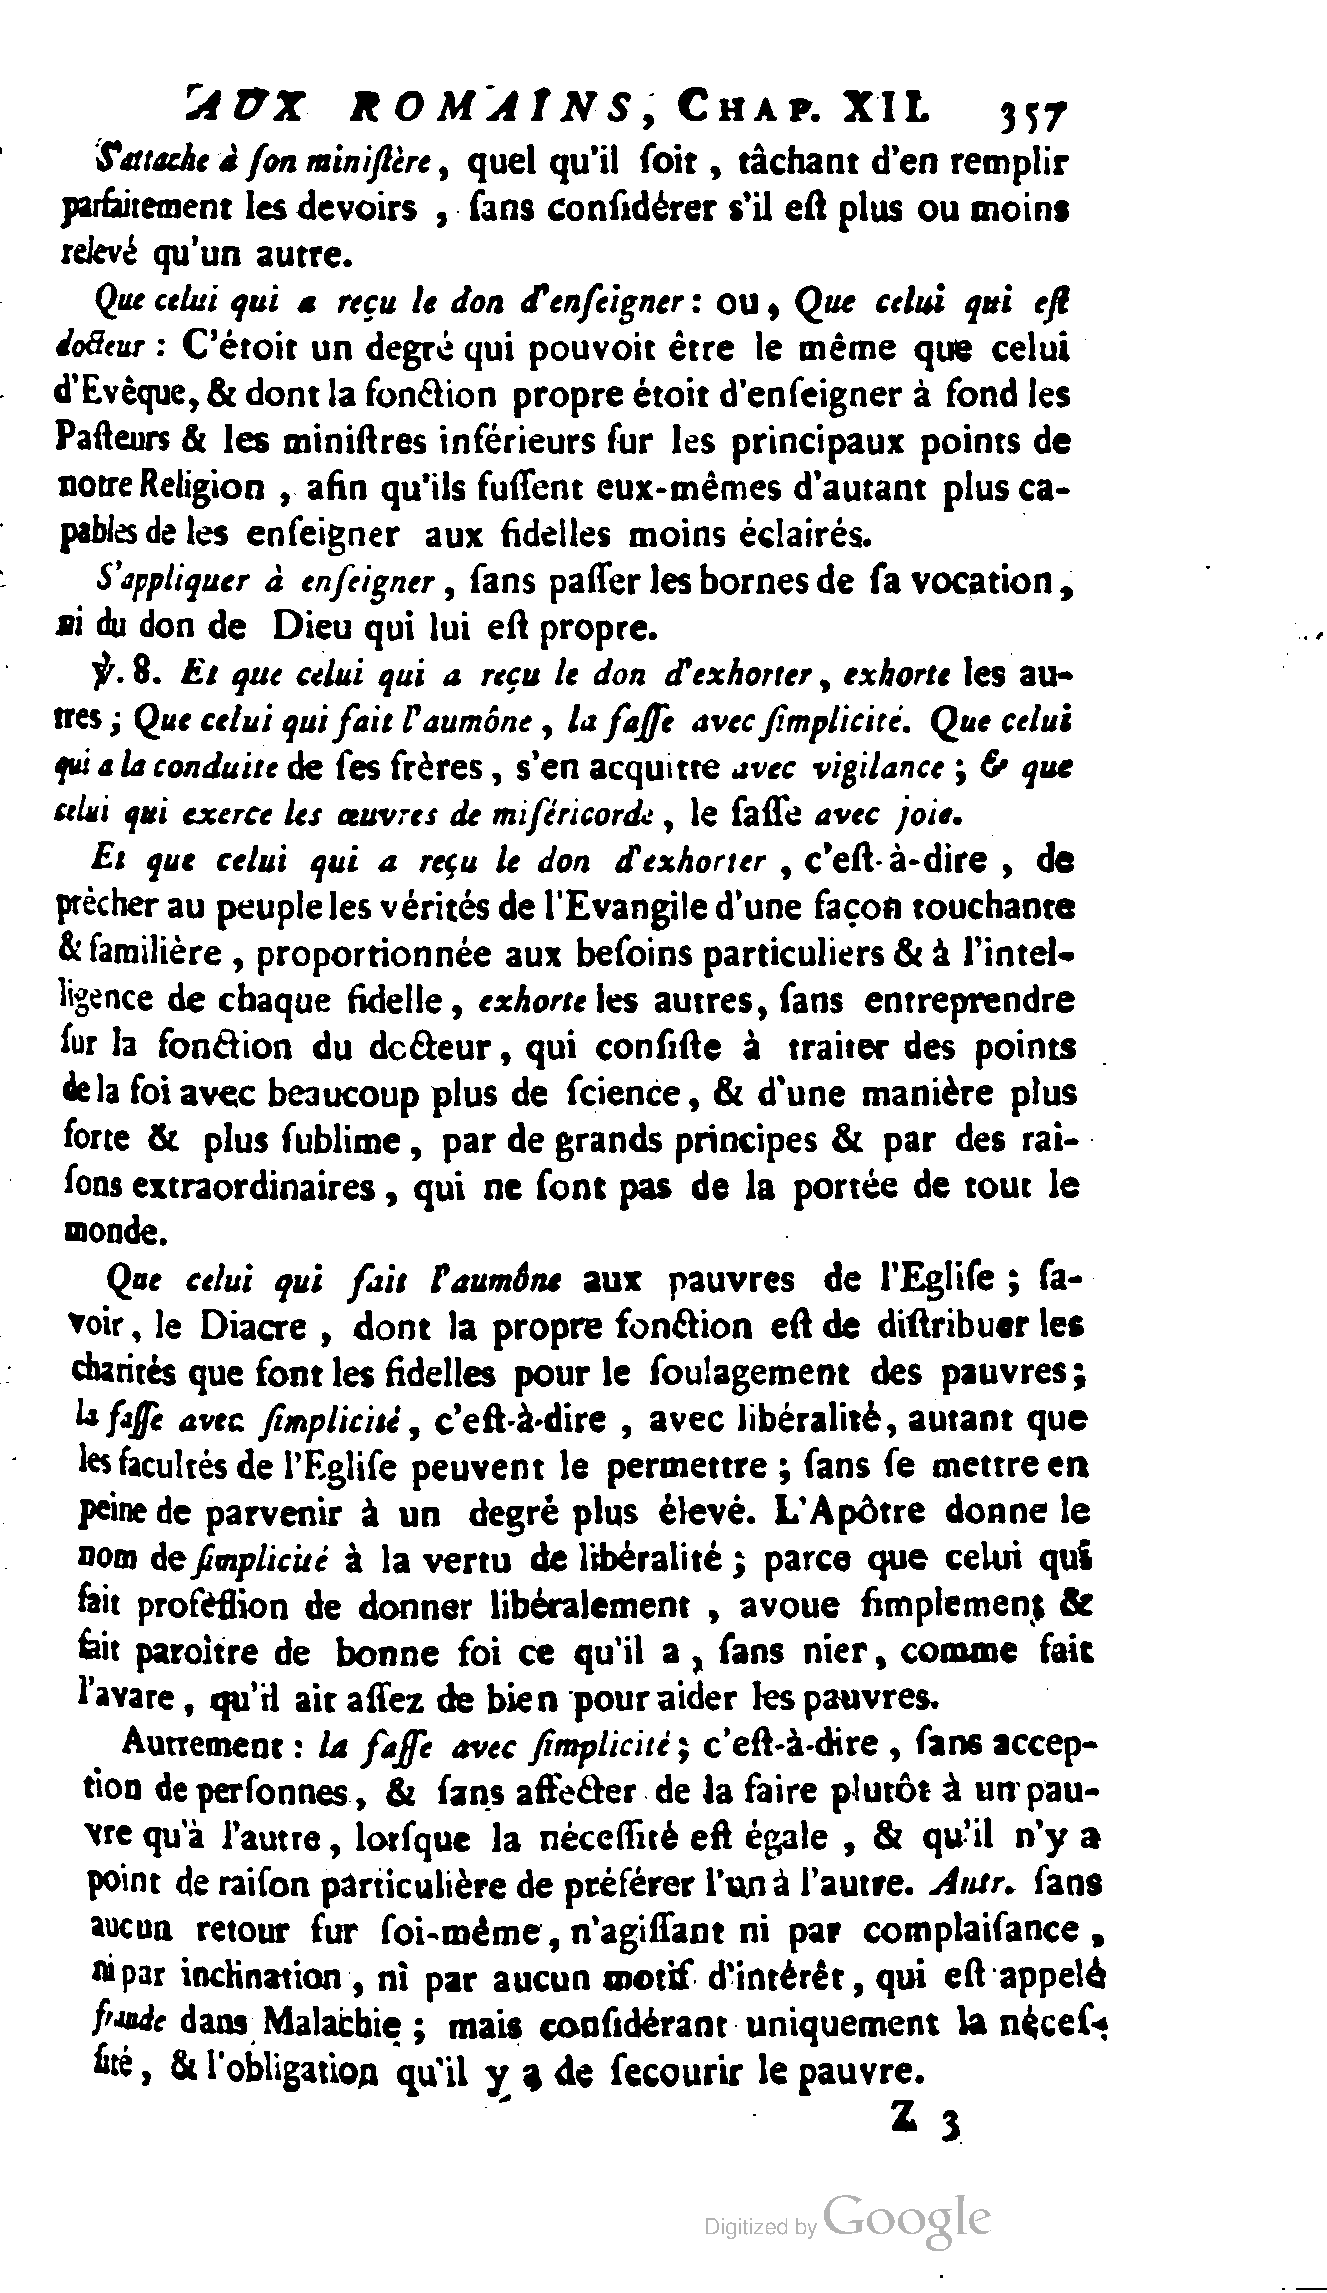 AUX ROMAINS, CHAP. XII. 357
S'attache à ſon miniſtère, quel qu'il ſoit, tâchant d'en remplir
parfaitement les devoirs, ſans conſidérer s'il eſt plus ou moins
relevé qu'un autre.
Que celui qui a reçu le don d'enſeigner: ou, Que celui qui eſt
docteur : C'étoit un degré qui pouvoit être le même que celui
d'Evêque, & dont la fonction propre étoit d'enſeigner à fond les
Paſteurs & les miniſtres inférieurs ſur les principaux points de
notre Religion, afin qu'ils fuſſent eux-mêmes d'autant plus ca-
pables de les enſeigner aux fidelles moins éclairés.
S'appliquer à enſeigner, ſans paſſer les bornes de ſa vocation,
ni du don de Dieu qui lui eſt propre.
℣. 8. Et que celui qui a reçu le don d'exhorter, exhorte les au-
tres; Que celui qui fait l'aumône, la faſſe avec ſimplicité. Que celui
qui a la conduite de ſes frères, s'en acquitte avec vigilance; & que
celui qui exerce les œuvres de miſéricorde, le faſſe avec joie.
Et que celui qui a reçu le don d'exhorter, c'eſt-à-dire, de
prêcher au peuple les vérités de l'Evangile d'une façon touchante
& familière, proportionnée aux beſoins particuliers & à l'intel-
ligence de chaque fidelle, exhorte les autres, ſans entreprendre
ſur la fonction du docteur, qui conſiſte à traiter des points
de la foi avec beaucoup plus de ſcience, & d'une manière plus
forte & plus ſublime, par de grands principes & par des rai-
ſons extraordinaires, qui ne ſont pas de la portée de tout le
monde.
Que celui qui fait l'aumône aux pauvres de l'Egliſe; ſa-
voir, le Diacre, dont la propre fonction eſt de diſtribuer les
charités que font les fidelles pour le ſoulagement des pauvres;
la faſſe avec ſimplicité, c'eſt-à-dire, avec libéralité, autant que
les facultés de l'Egliſe peuvent le permettre; ſans ſe mettre en
peine de parvenir à un degré plus élevé. L'Apôtre donne le
nom de ſimplicité à la vertu de libéralité; parce que celui qui
fait profeſſion de donner libéralement, avoue ſimplement &
fait paroître de bonne foi ce qu'il a, ſans nier, comme fait
l'avare, qu'il ait aſſez de bien pour aider les pauvres.
Autrement: la faſſe avec ſimplicité; c'eſt-à-dire, ſans accep-
tion de perſonnes, & ſans affecter de la faire plutôt à un pau-
vre qu'à l'autre, lorſque la néceſſité eſt égale, & qu'il n'y a
point de raiſon particulière de préférer l'un à l'autre. Autr. ſans
aucun retour ſur ſoi-même, n'agiſſant ni par complaiſance,
ni par inclination, ni par aucun motif d'intérêt, qui eſt appelé
fraude dans Malachie; mais conſidérant uniquement la néceſ-
ſité, & l'obligation qu'il y a de ſecourir le pauvre.
Z 3
Digitized by Google